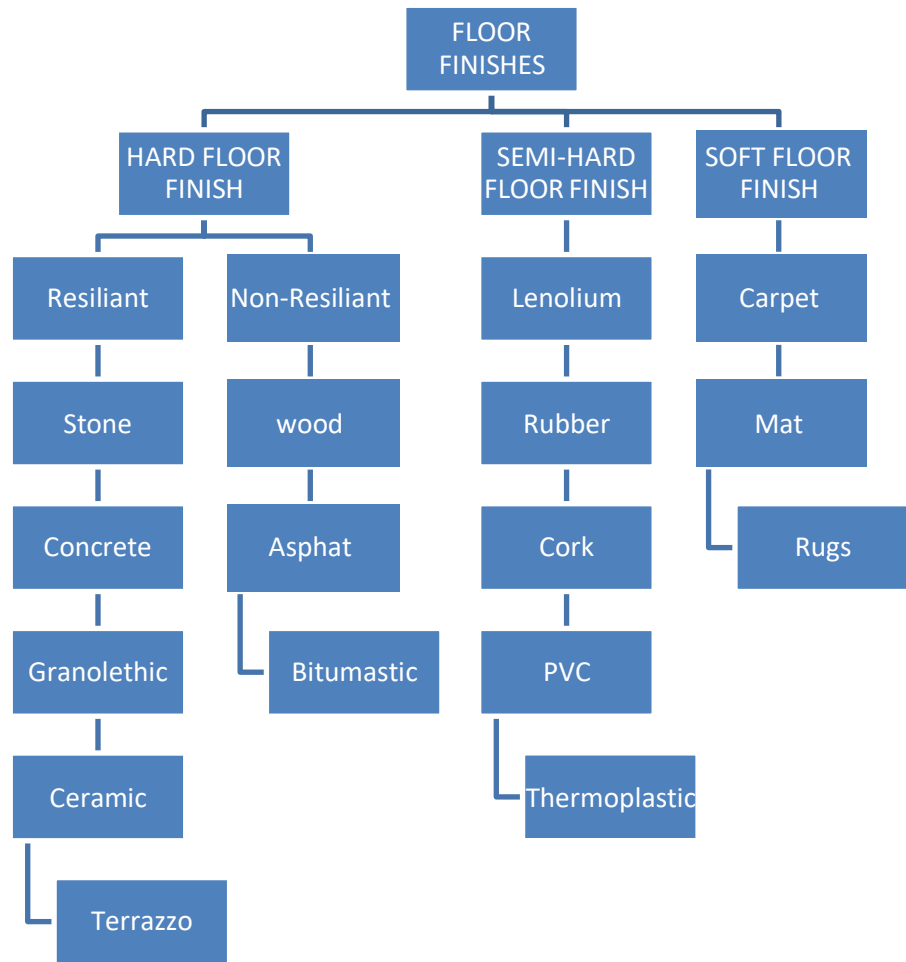 FLOOR
FINISHES
HARD FLOOR
FINISH
SEMI-HARD
FLOOR FINISH
SOFT FLOOR
FINISH
Resiliant
Non-Resiliant
Lenolium
Carpet
Stone
wood
Rubber
Mat
Concrete
Asphat
Cork
Rugs
Granolethic
Bitumastic
PVC
Ceramic
Thermoplastic
Terrazzo